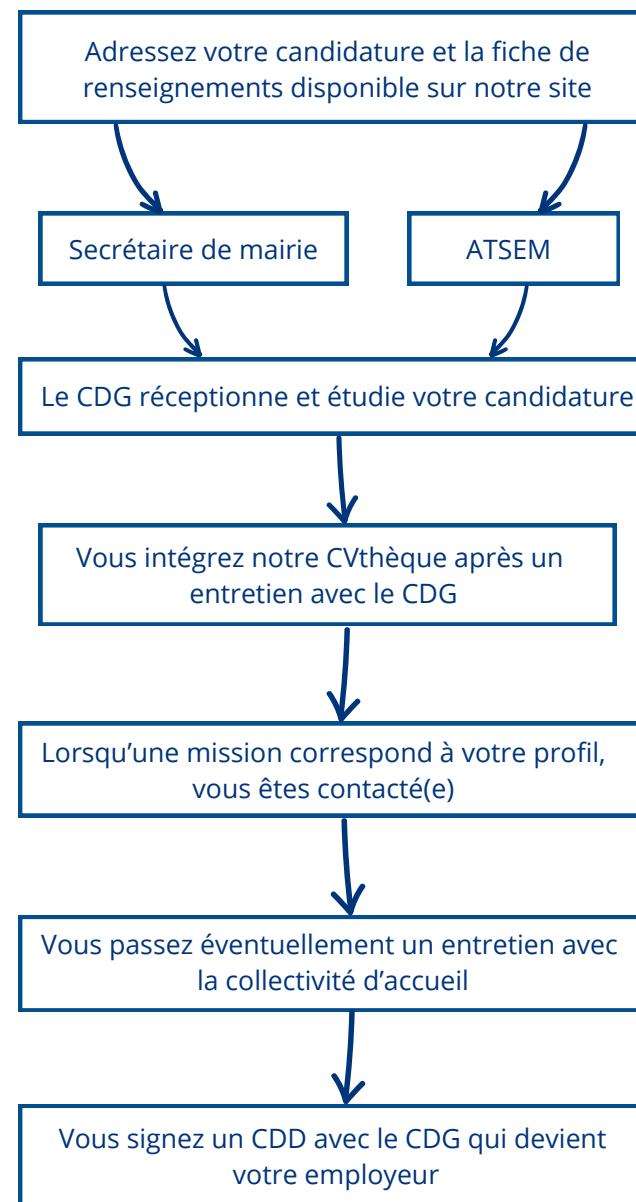 Adressez votre candidature et la fiche de
renseignements disponible sur notre site
Secrétaire de mairie
ATSEM
Le CDG réceptionne et étudie votre candidature
Vous intégrez notre CVthèque après un
entretien avec le CDG
Lorsqu’une mission correspond à votre profil,
vous êtes contacté(e)
Vous passez éventuellement un entretien avec
la collectivité d’accueil
Vous signez un CDD avec le CDG qui devient
votre employeur